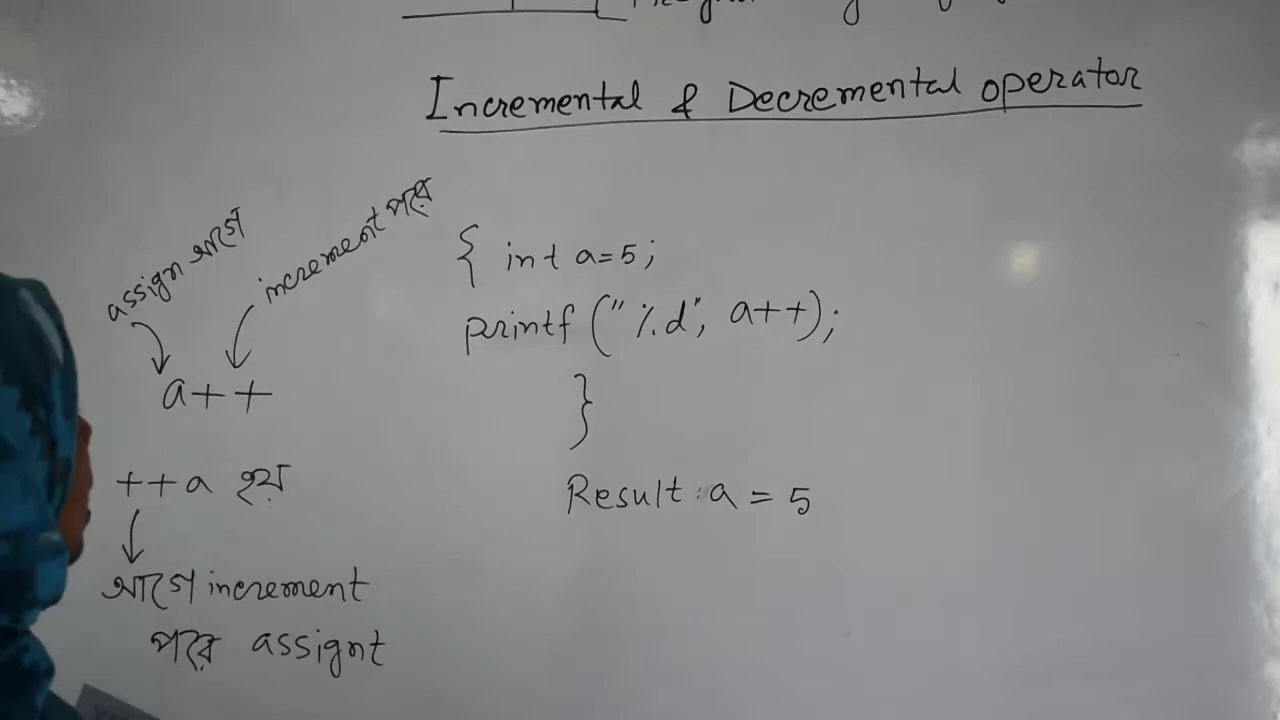 Incremental & Decremental operator
assign আগে
increment পরে
a++
++a হয়
আগে increment
পরে assignt
{ int a=5;
printf ("%d", a++);
}
Result: a = 5